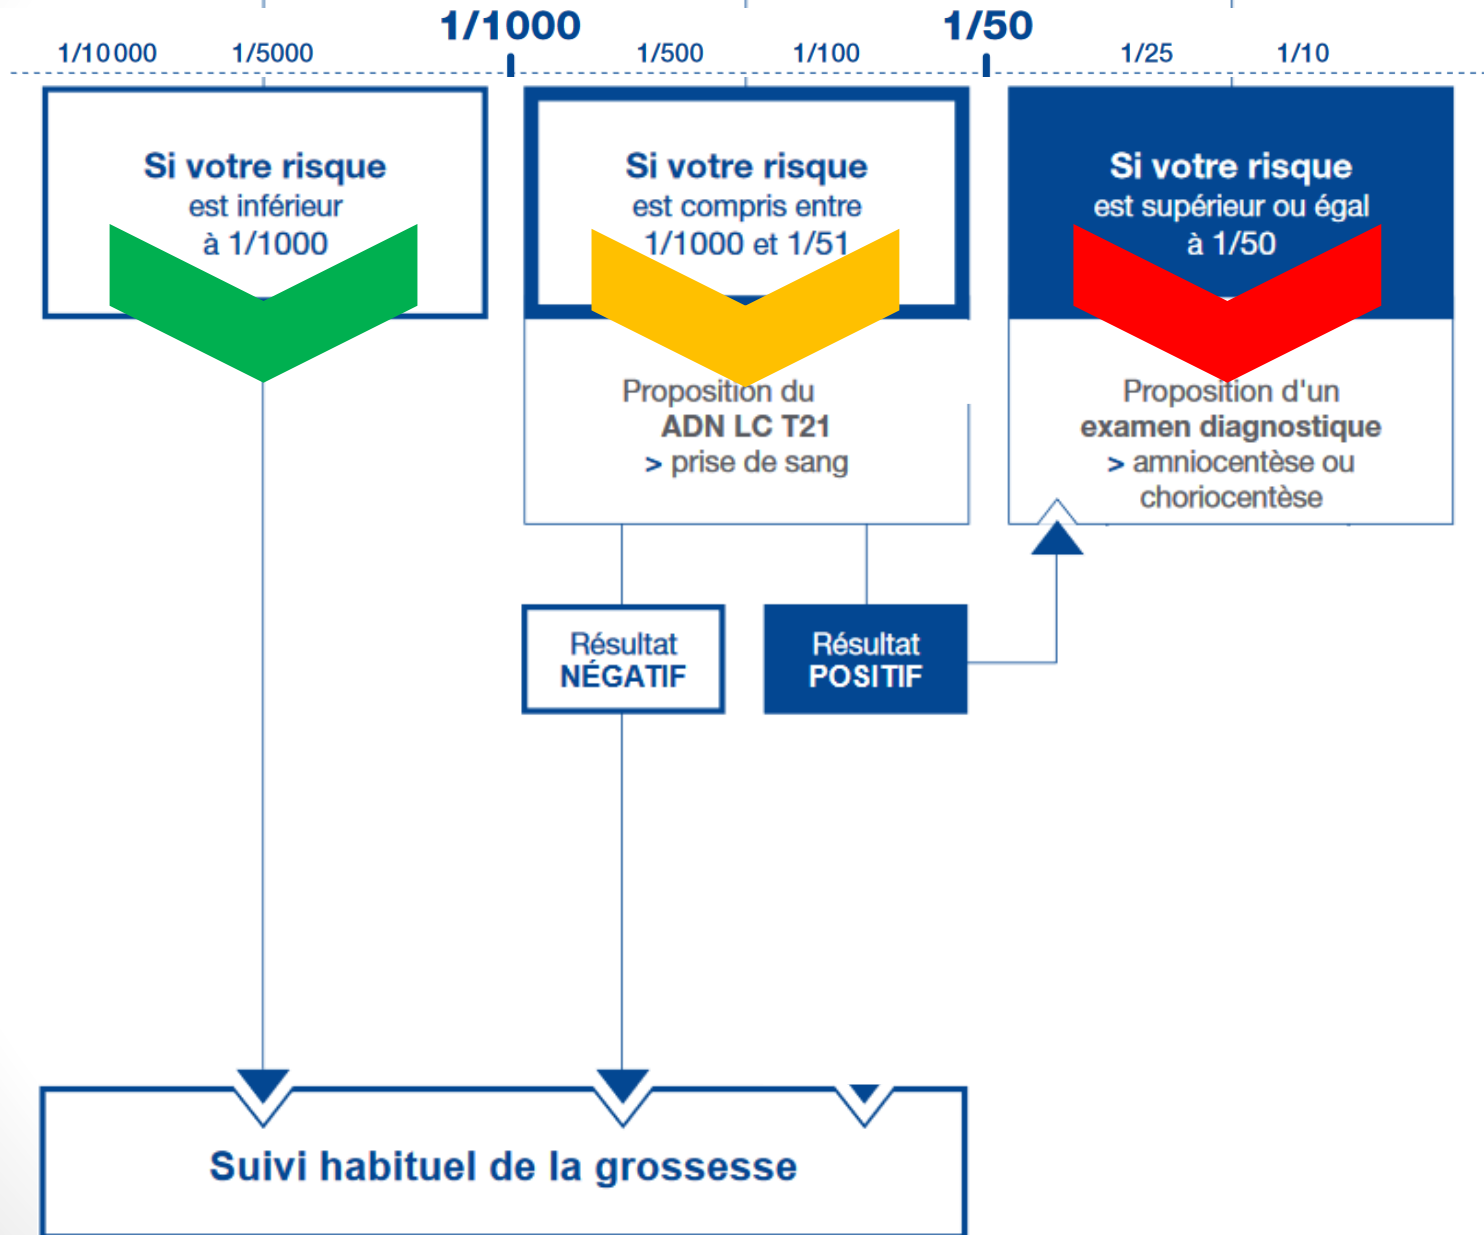 1/1000
1/50
1/10 000
1/5000
1/500
1/100
1/25
1/10
Si votre risque
est inférieur
à 1/1000
Si votre risque
est compris entre
1/1000 et 1/51
Si votre risque
est supérieur ou égal
à 1/50
Proposition du
ADN LC T21
> prise de sang
Proposition d'un
examen diagnostique
> amniocentèse ou
choriocentèse
Résultat
NÉGATIF
Résultat
POSITIF
Suivi habituel de la grossesse